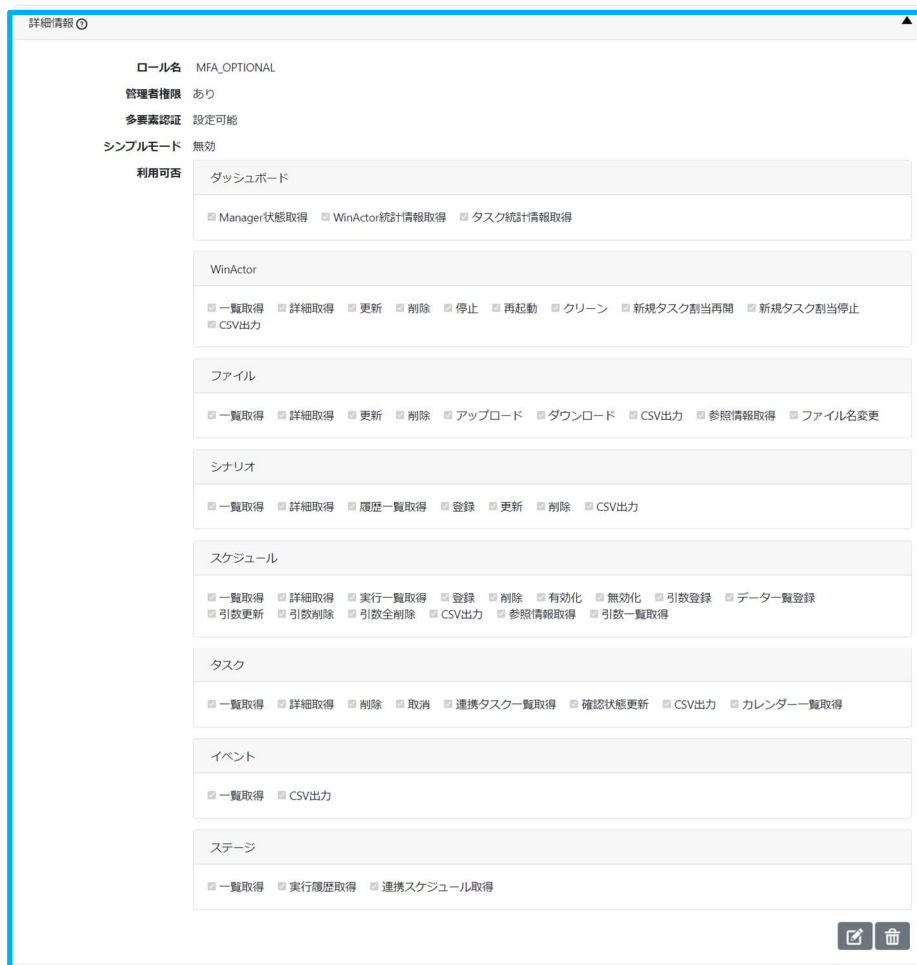 詳細情報
ロール名 MFA_OPTIONAL
管理者権限 あり
多要素認証 設定可能
シンプルモード 無効
利用可否
ダッシュボード
Manager状態取得 WinActor統計情報取得 タスク統計情報取得
WinActor
一覧取得 詳細取得 更新 削除 停止 再起動 クリーン 新規タスク割当再開 新規タスク割当停止
CSV出力
ファイル
一覧取得 詳細取得 更新 削除 アップロード ダウンロード CSV出力 参照情報取得 ファイル名変更
シナリオ
一覧取得 詳細取得 履歴一覧取得 登録 更新 削除 CSV出力
スケジュール
一覧取得 詳細取得 実行一覧取得 登録 削除 有効化 無効化 引数登録 データ一覧登録
引数更新 引数削除 引数全削除 CSV出力 参照情報取得 引数一覧取得
タスク
一覧取得 詳細取得 削除 取消 連携タスク一覧取得 確認状態更新 CSV出力 カレンダー一覧取得
イベント
一覧取得 CSV出力
ステージ
一覧取得 実行履歴取得 連携スケジュール取得